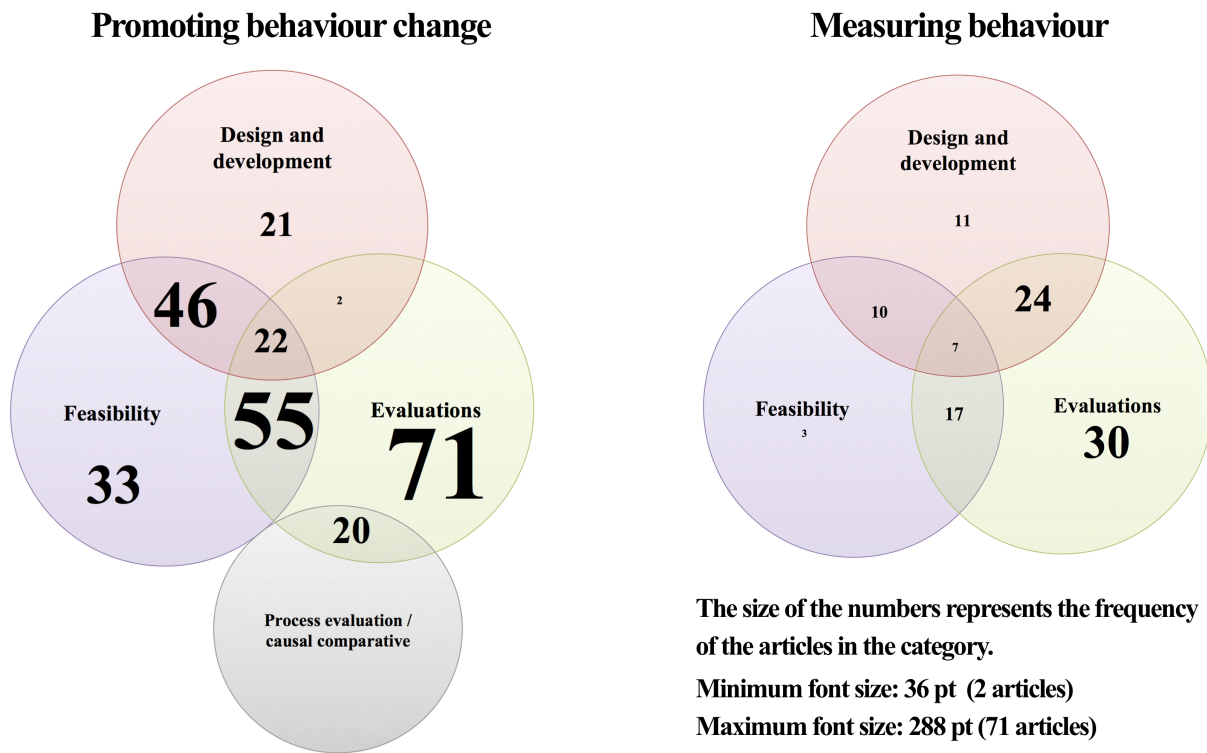 Promoting behaviour change
Design and
development
21
46
2
22
Feasibility
55
Evaluations
71
33
20
Process evaluation /
causal comparative
Measuring behaviour
Design and
development
11
10
24
7
Feasibility
3
17
Evaluations
30
The size of the numbers represents the frequency
of the articles in the category.
Minimum font size: 36 pt (2 articles)
Maximum font size: 288 pt (71 articles)